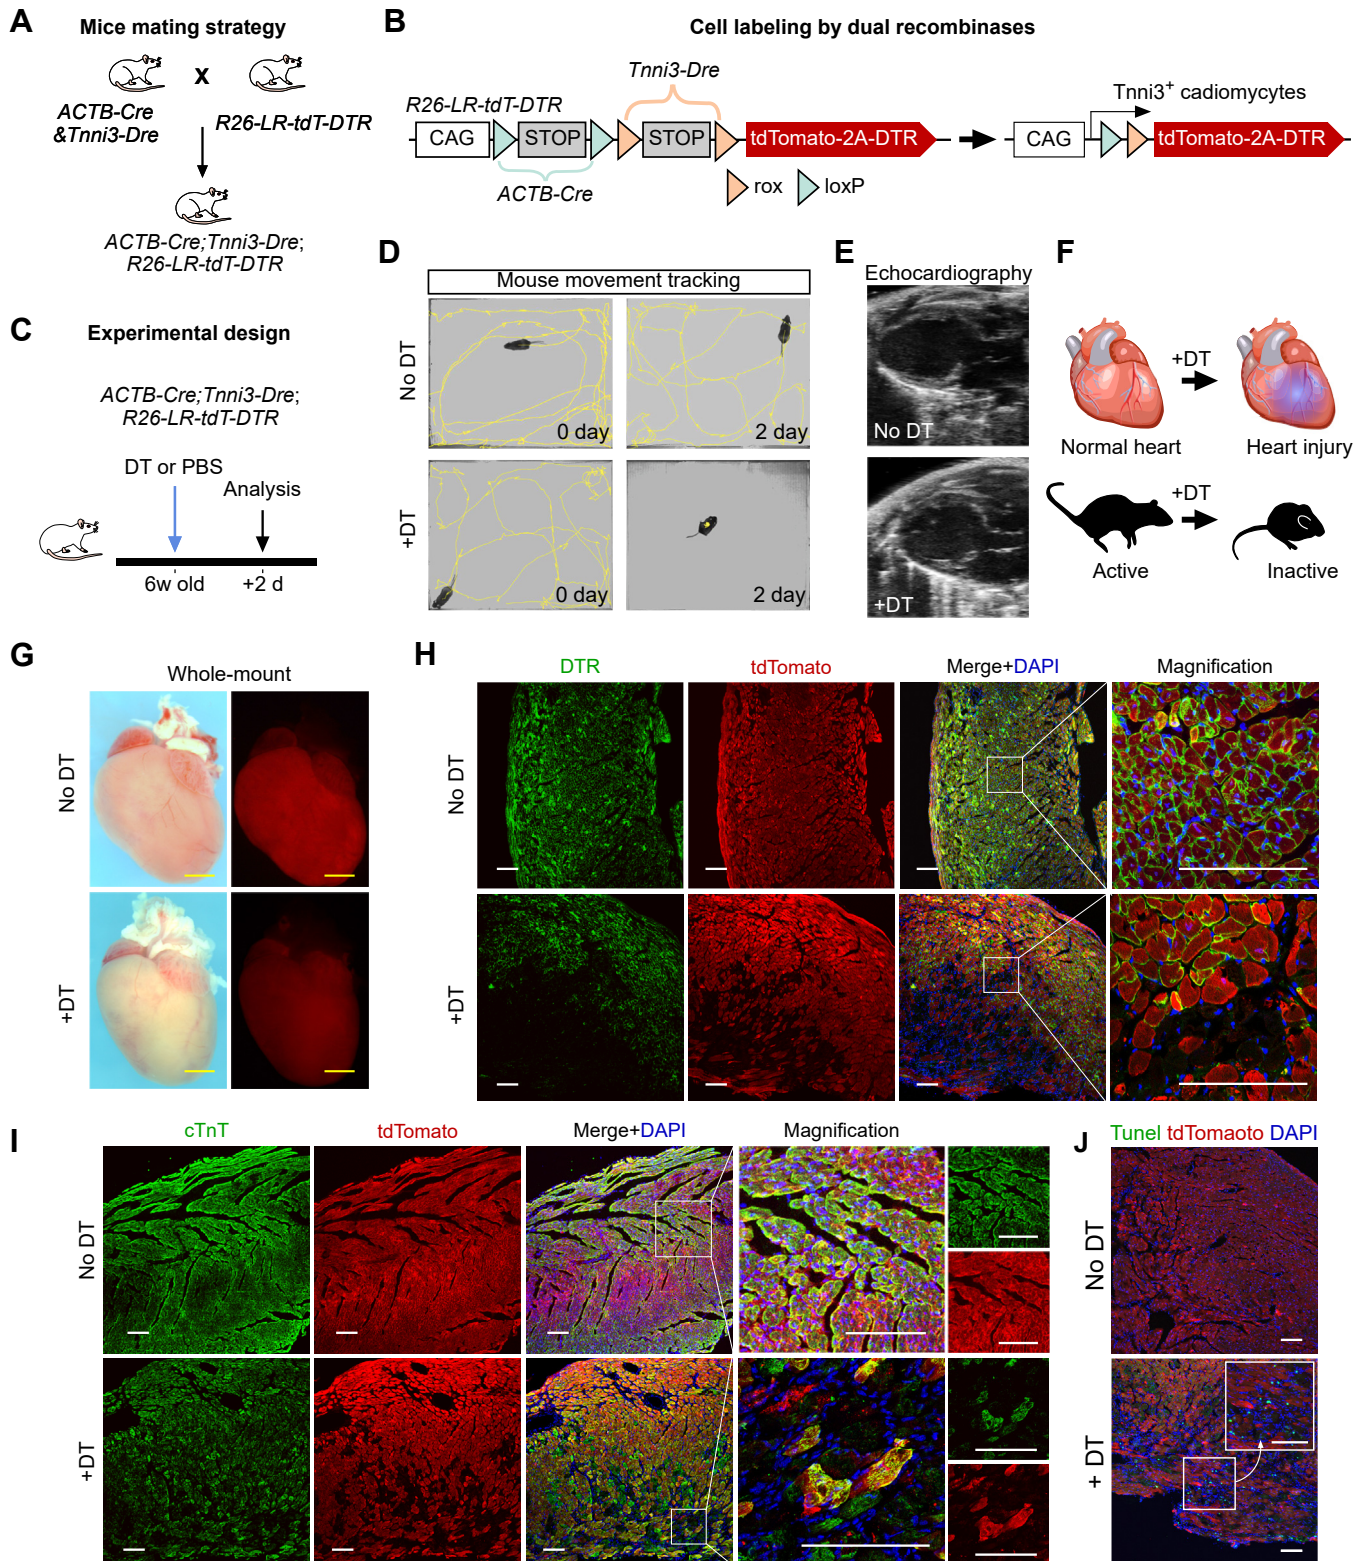 A
Mice mating strategy
X
ACTB-Cre
&Tnni3-Dre
R26-LR-tdT-DTR
ACTB-Cre;Tnni3-Dre;
R26-LR-tdT-DTR
B
Cell labeling by dual recombinases
Tnni3-Dre
R26-LR-tdT-DTR
CAG
STOP
STOP
tdTomato-2A-DTR
ACTB-Cre
rox
loxP
Tnni3+ cadiomycytes
CAG
tdTomato-2A-DTR
C
Experimental design
ACTB-Cre;Tnni3-Dre;
R26-LR-tdT-DTR
DT or PBS
Analysis
6w old
+2 d
D
Mouse movement tracking
No DT
0 day
2 day
+DT
0 day
2 day
E
Echocardiography
No DT
+DT
F
+DT
Normal heart
Heart injury
+DT
Active
Inactive
G
Whole-mount
No DT
+DT
H
DTR
tdTomato
Merge+DAPI
Magnification
No DT
+DT
I
cTnT
tdTomato
Merge+DAPI
Magnification
No DT
+DT
J
Tunel tdTomaoto DAPI
No DT
+ DT